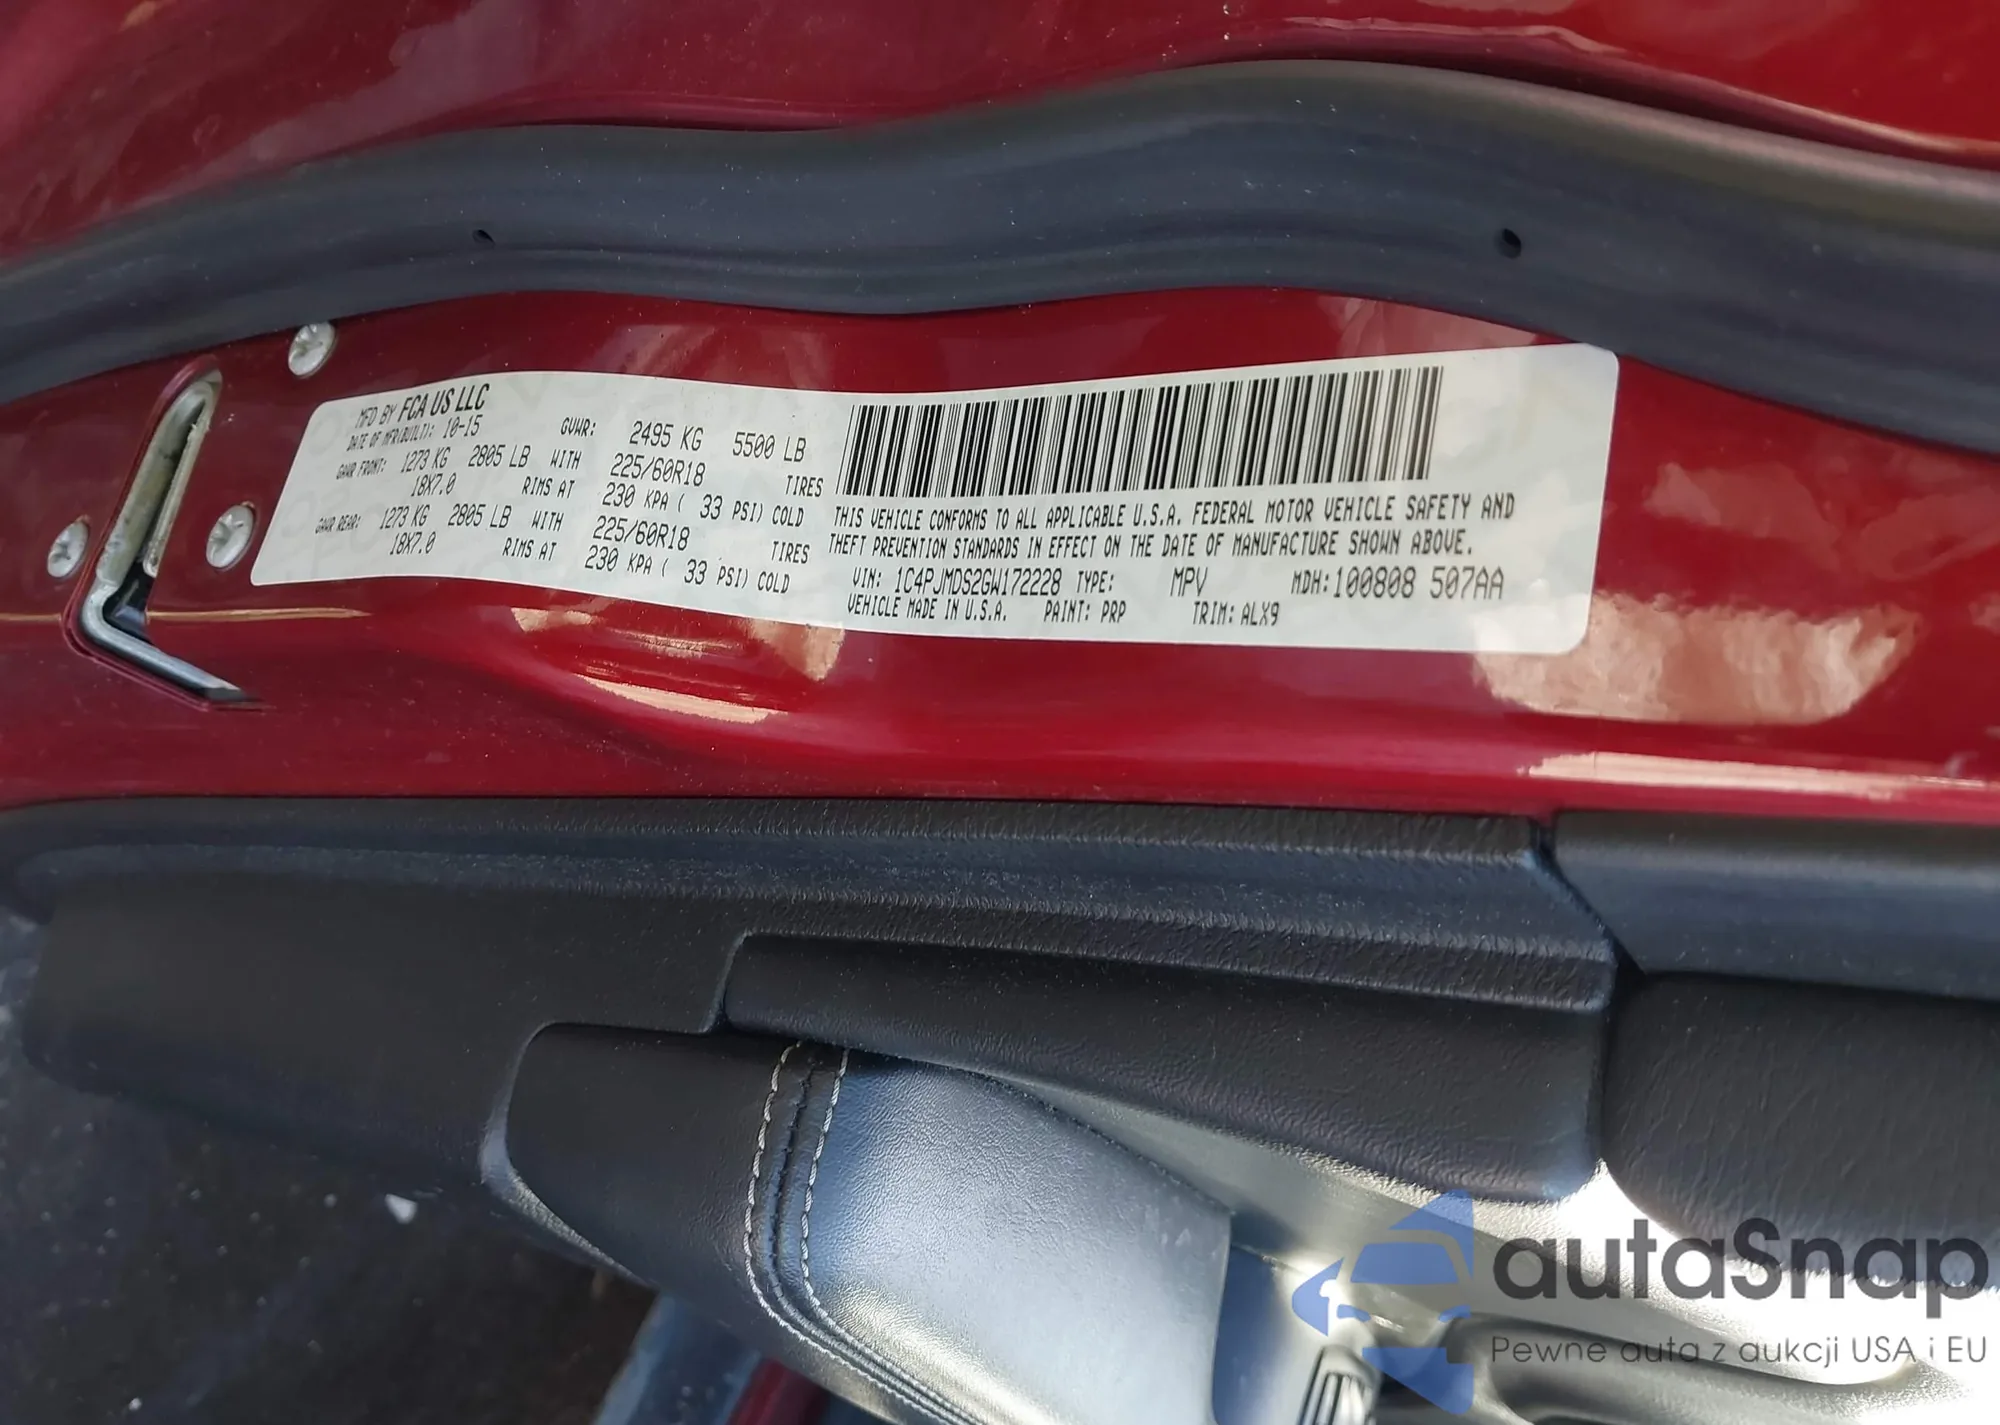 MFD BY FCA US LLC
DATE OF MFR(BUILT): 10-15 GVWR: 2495 KG 5500 LB
GAWR FRONT: 1273 KG 2805 LB WITH 225/60R18 TIRES
18X7.0 RIMS AT 230 KPA ( 33 PSI) COLD
GAWR REAR: 1273 KG 2805 LB WITH 225/60R18 TIRES
18X7.0 RIMS AT 230 KPA ( 33 PSI) COLD
THIS VEHICLE CONFORMS TO ALL APPLICABLE U.S.A. FEDERAL MOTOR VEHICLE SAFETY AND
THEFT PREVENTION STANDARDS IN EFFECT ON THE DATE OF MANUFACTURE SHOWN ABOVE.
VIN: 1C4PJMDS2GW172228 TYPE: MPV MDH: 100808 507AA
VEHICLE MADE IN U.S.A. PAINT: PRP TRIM: ALX9
autaSnap
Pewne auta z aukcji USA i EU